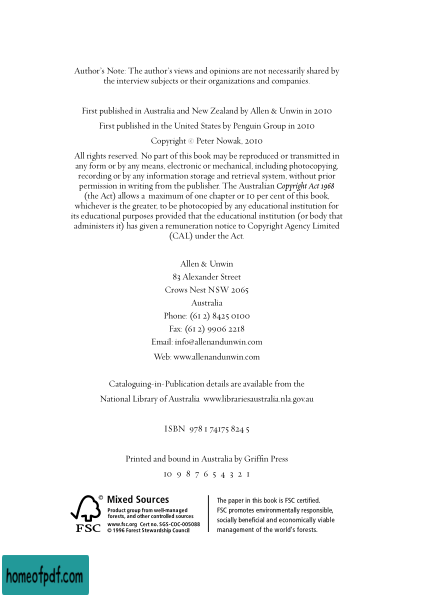 Author's Note: The author's views and opinions are not necessarily shared by
the interview subjects or their organizations and companies.
First published in Australia and New Zealand by Allen & Unwin in 2010
First published in the United States by Penguin Group in 2010
Copyright © Peter Nowak, 2010
All rights reserved. No part of this book may be reproduced or transmitted in
any form or by any means, electronic or mechanical, including photocopying,
recording or by any information storage and retrieval system, without prior
permission in writing from the publisher. The Australian Copyright Act 1968
(the Act) allows a maximum of one chapter or 10 per cent of this book,
whichever is the greater, to be photocopied by any educational institution for
its educational purposes provided that the educational institution (or body that
administers it) has given a remuneration notice to Copyright Agency Limited
(CAL) under the Act.
Allen & Unwin
83 Alexander Street
Crows Nest NSW 2065
Australia
Phone: (61 2) 8425 0100
Fax: (61 2) 9906 2218
Email: info@allenandunwin.com
Web: www.allenandunwin.com
Cataloguing-in-Publication details are available from the
National Library of Australia www.librariesaustralia.nla.gov.au
ISBN 978 1 74175 824 5
Printed and bound in Australia by Griffin Press
10 9 8 7 6 5 4 3 2 1
©
FSC
Mixed Sources
Product group from well-managed
forests, and other controlled sources
www.fsc.org Cert no. SGS-COC-005088
© 1996 Forest Stewardship Council
The paper in this book is FSC certified.
FSC promotes environmentally responsible,
socially beneficial and economically viable
management of the world's forests.
homeofpdf.com